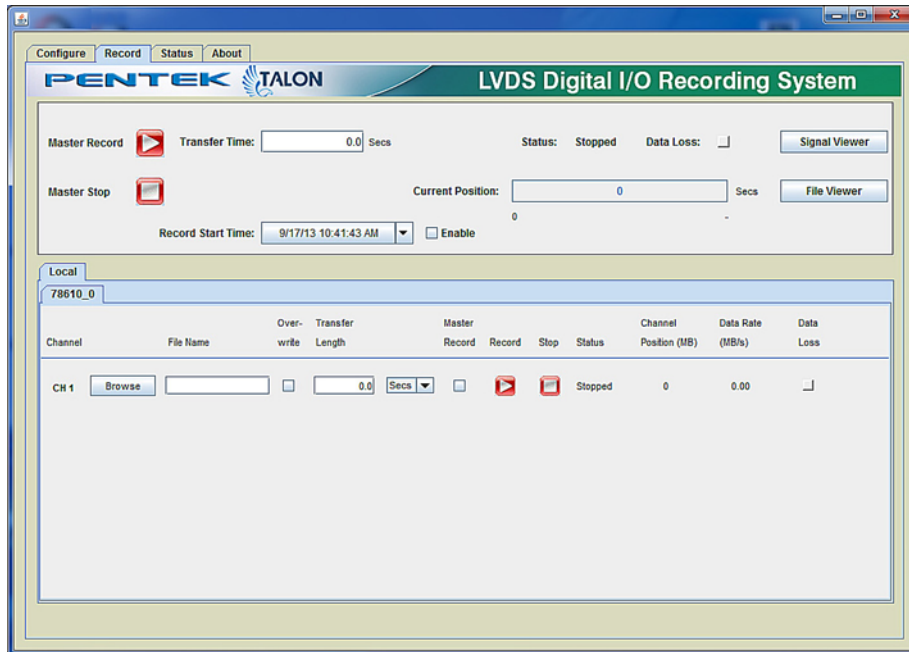 Configure Record Status About
PENTEK TALON LVDS Digital I/O Recording System
Master Record Transfer Time: 0.0 Secs Status: Stopped Data Loss: Signal Viewer
Master Stop Current Position: 0 Secs File Viewer
0 -
Record Start Time: 9/17/13 10:41:43 AM Enable
Local
78610_0
Over- Transfer Master Channel Data Rate Data
Channel File Name write Length Record Record Stop Status Position (MB) (MB/s) Loss
CH 1 Browse 0.0 Secs Stopped 0 0.00